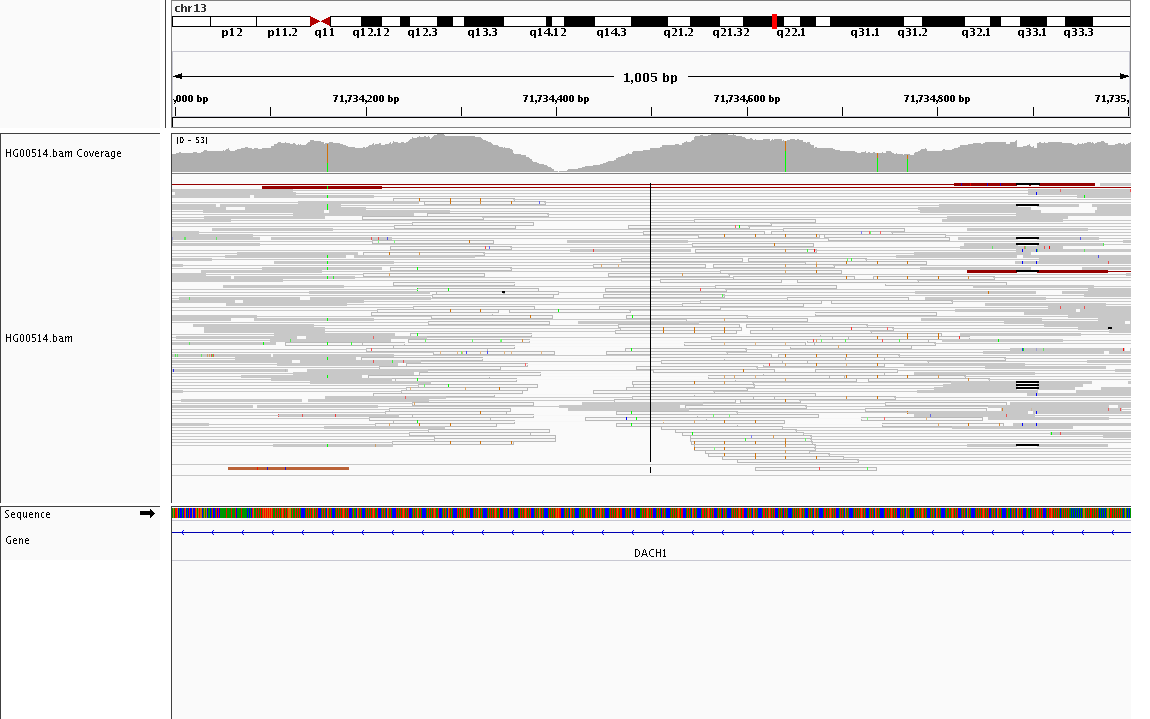 chr13
p12 p11.2 q11 q12.12 q12.3 q13.3 q14.12 q14.3 q21.2 q21.32 q22.1 q31.1 q31.2 q32.1 q33.1 q33.3
1,005 bp
,000 bp 71,734,200 bp 71,734,400 bp 71,734,600 bp 71,734,800 bp 71,735,
HG00514.bam Coverage
[0 - 53]
HG00514.bam
Sequence
Gene
DACH1